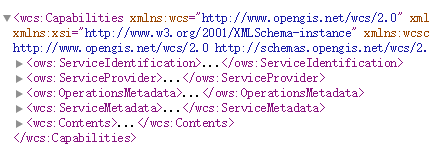 ▼<wcs:Capabilities xmlns:wcs="http://www.opengis.net/wcs/2.0" xml
xmlns:xsi="http://www.w3.org/2001/XMLSchema-instance" xmlns:wcsc
http://www.opengis.net/wcs/2.0 http://schemas.opengis.net/wcs/2.
▶<ows:ServiceIdentification>...</ows:ServiceIdentification>
▶<ows:ServiceProvider>...</ows:ServiceProvider>
▶<ows:OperationsMetadata>...</ows:OperationsMetadata>
▶<wcs:ServiceMetadata>...</wcs:ServiceMetadata>
▶<wcs:Contents>...</wcs:Contents>
</wcs:Capabilities>